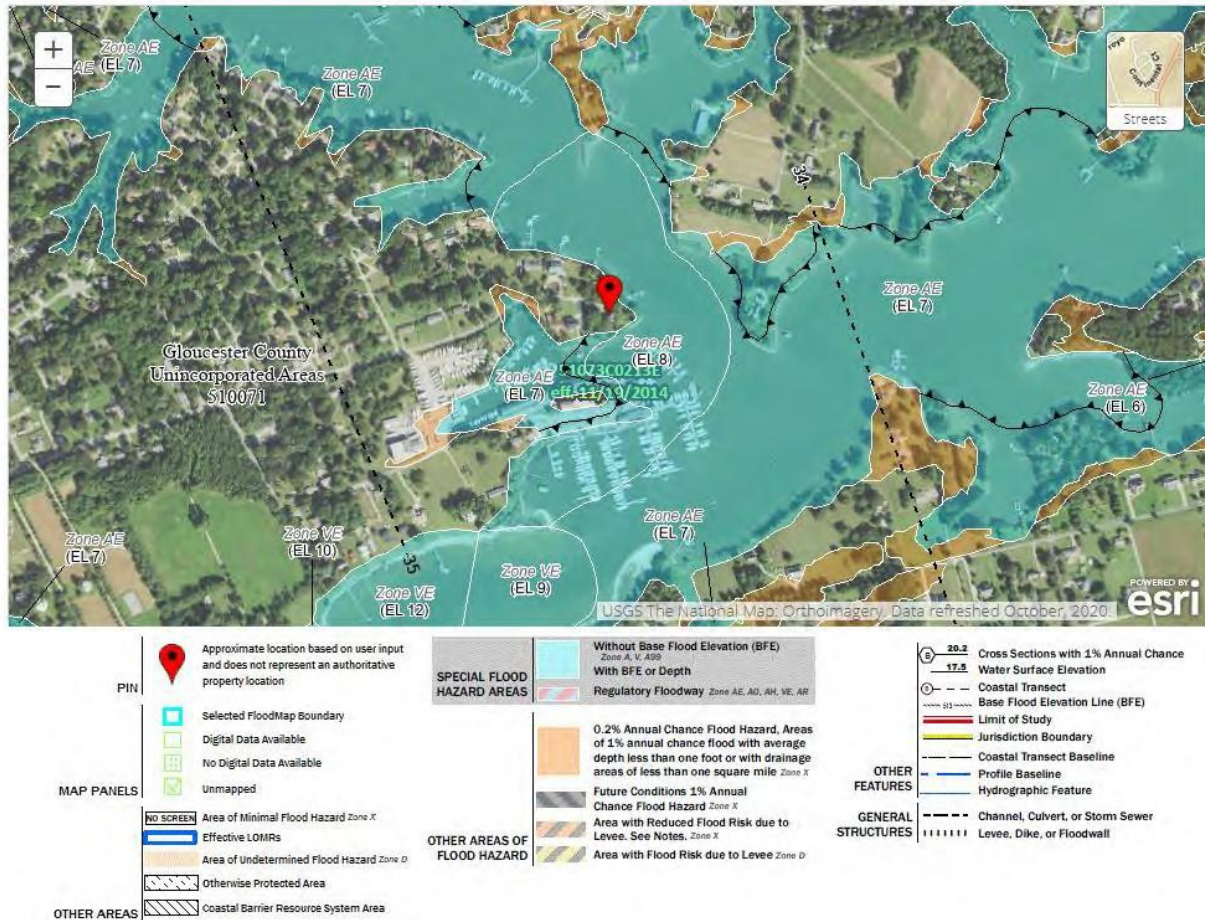 +
−
Zone AE
AE (EL 7)
Zone AE
(EL 7)
Continental
Streets
34
Zone AE
(EL 7)
Gloucester County
Unincorporated Areas
510071
Zone AE
(EL 8)
Zone AE
(EL 7)
51073C0213E
eff. 11/19/2014
Zone AE
(EL 6)
Zone AE
(EL 7)
Zone VE
(EL 10)
35
Zone AE
(EL 7)
Zone VE
(EL 12)
Zone VE
(EL 9)
USGS The National Map: Orthoimagery. Data refreshed October, 2020.
POWERED BY
esri
PIN
Approximate location based on user input
and does not represent an authoritative
property location
Selected FloodMap Boundary
Digital Data Available
No Digital Data Available
MAP PANELS
Unmapped
NO SCREEN Area of Minimal Flood Hazard Zone X
Effective LOMRs
Area of Undetermined Flood Hazard Zone D
Otherwise Protected Area
OTHER AREAS
Coastal Barrier Resource System Area
SPECIAL FLOOD
HAZARD AREAS
Without Base Flood Elevation (BFE)
Zone A, V, A99
With BFE or Depth
Regulatory Floodway Zone AE, AO, AH, VE, AR
0.2% Annual Chance Flood Hazard, Areas
of 1% annual chance flood with average
depth less than one foot or with drainage
areas of less than one square mile Zone X
Future Conditions 1% Annual
Chance Flood Hazard Zone X
OTHER AREAS OF
FLOOD HAZARD
Area with Reduced Flood Risk due to
Levee. See Notes. Zone X
Area with Flood Risk due to Levee Zone D
B 20.2 Cross Sections with 1% Annual Chance
17.5 Water Surface Elevation
8 Coastal Transect
513 Base Flood Elevation Line (BFE)
Limit of Study
Jurisdiction Boundary
Coastal Transect Baseline
OTHER
FEATURES
Profile Baseline
Hydrographic Feature
GENERAL
STRUCTURES
Channel, Culvert, or Storm Sewer
Levee, Dike, or Floodwall